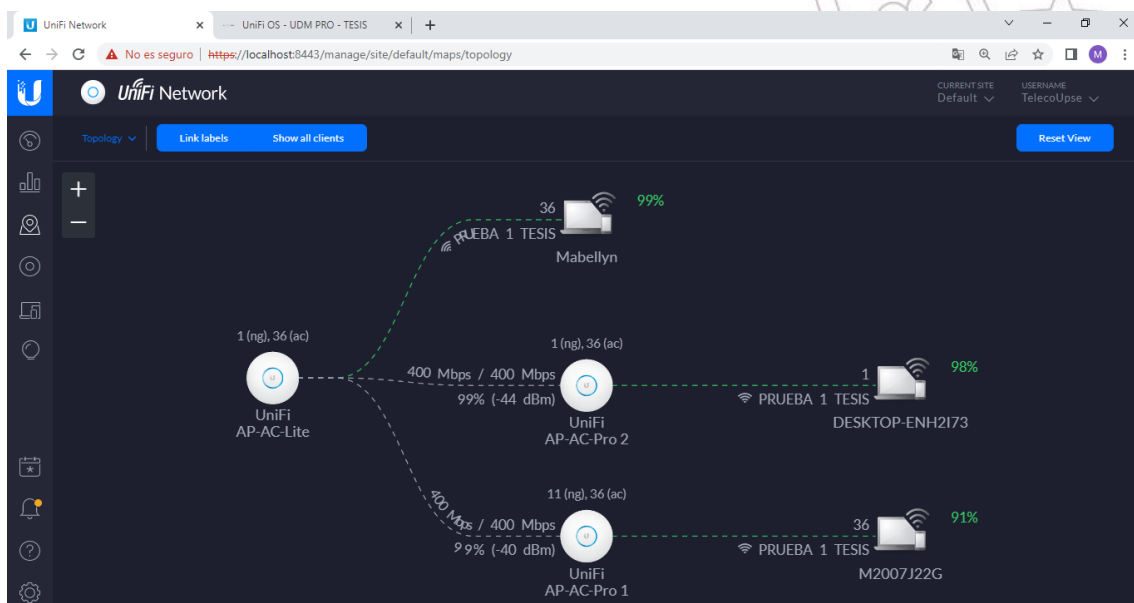 UniFi Network
UniFi OS - UDM PRO - TESIS
No es seguro | https://localhost:8443/manage/site/default/maps/topology
M
UniFi Network
CURRENT SITE
Default
USERNAME
TelecoUpse
Topology
Link labels
Show all clients
Reset View
+
−
36
99%
PRUEBA 1 TESIS
Mabellyn
1 (ng), 36 (ac)
UniFi
AP-AC-Lite
1 (ng), 36 (ac)
400 Mbps / 400 Mbps
99% (-44 dBm)
UniFi
AP-AC-Pro 2
1
98%
PRUEBA 1 TESIS
DESKTOP-ENH2I73
11 (ng), 36 (ac)
400 Mbps / 400 Mbps
99% (-40 dBm)
UniFi
AP-AC-Pro 1
36
91%
PRUEBA 1 TESIS
M2007J22G